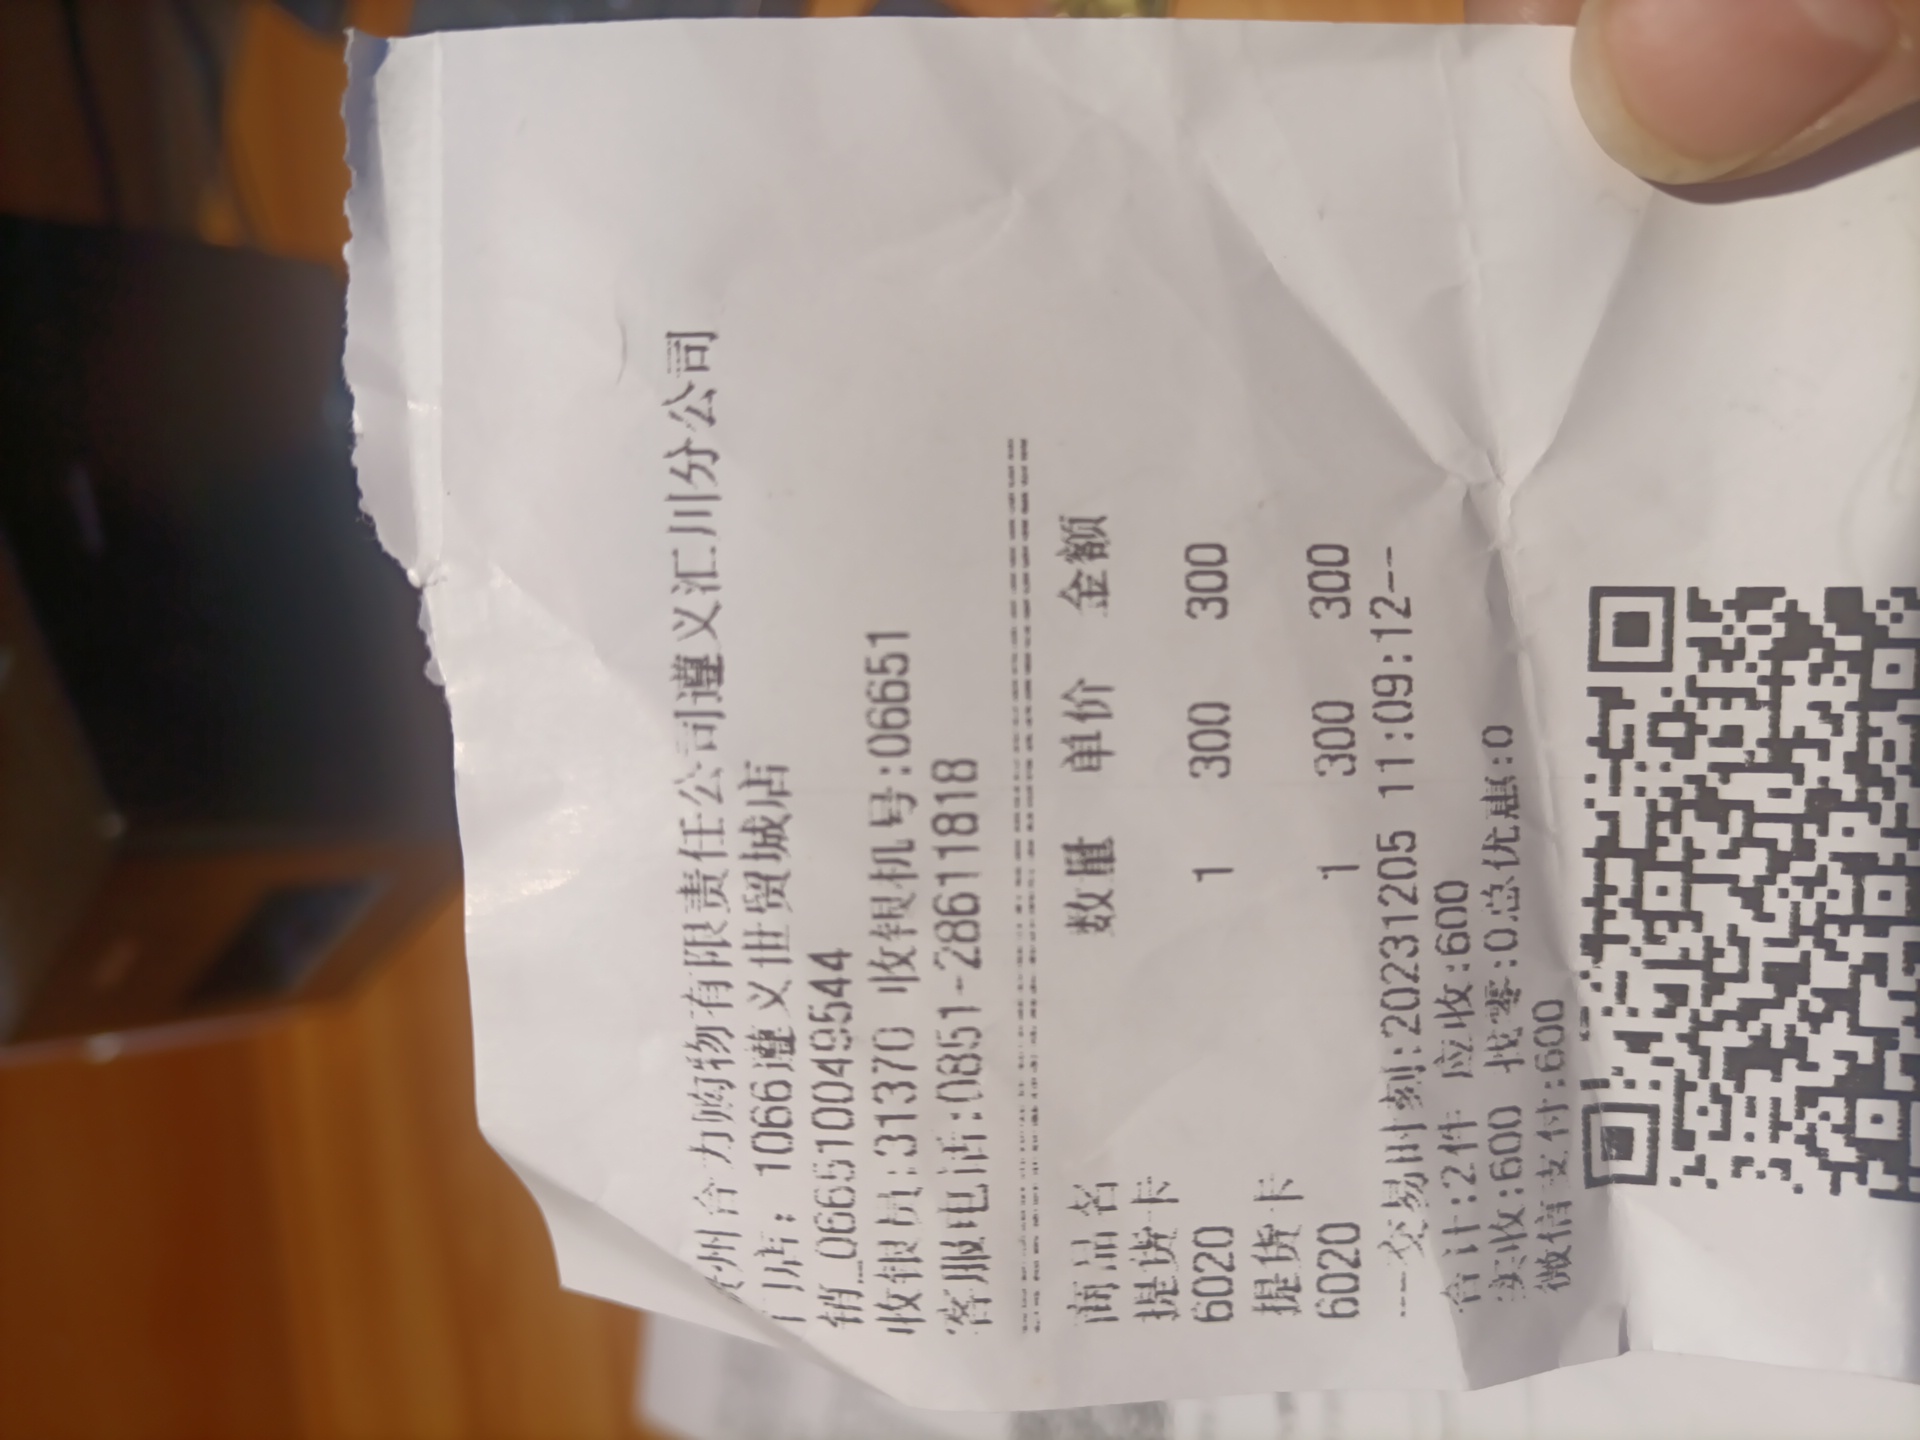 贵州合力购物有限责任公司遵义汇川分公司
门店：1066遵义世贸城店
销_066510049544
收银员:31370 收银机号:06651
客服电话:0851-28611818
商品名 数量 单价 金额
提货卡
6020 1 300 300
提货卡
6020 1 300 300
---交易时刻:20231205 11:09:12--
合计:2件 应收:600
实收:600 找零:0总优惠:0
微信支付:600